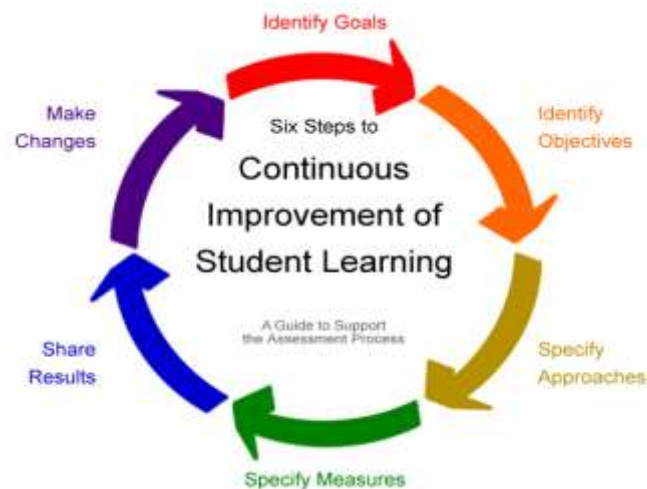 Identify Goals
Identify
Objectives
Specify
Approaches
Specify Measures
Share
Results
Make
Changes
Six Steps to
Continuous
Improvement of
Student Learning
A Guide to Support
the Assessment Process